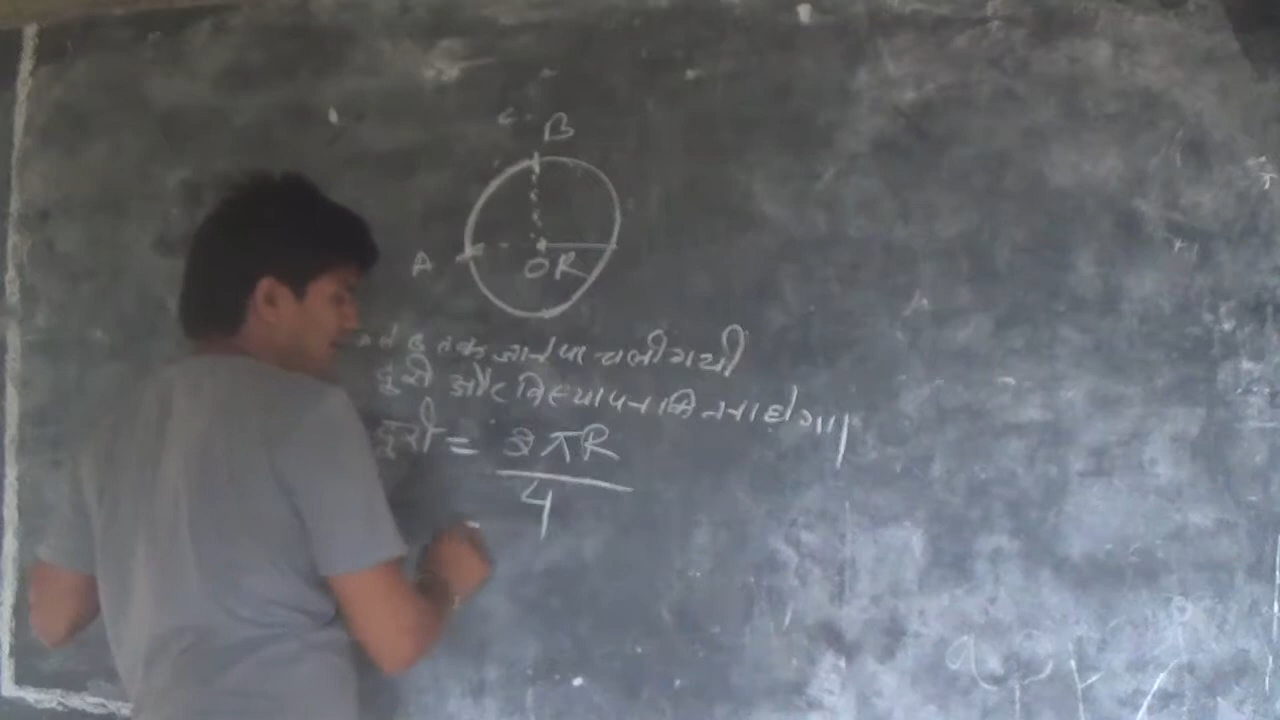 C.
B
A
O R
B तक जाने पर चली गयी
दूरी और विस्थापन कितना होगा
दूरी = 2πR
4